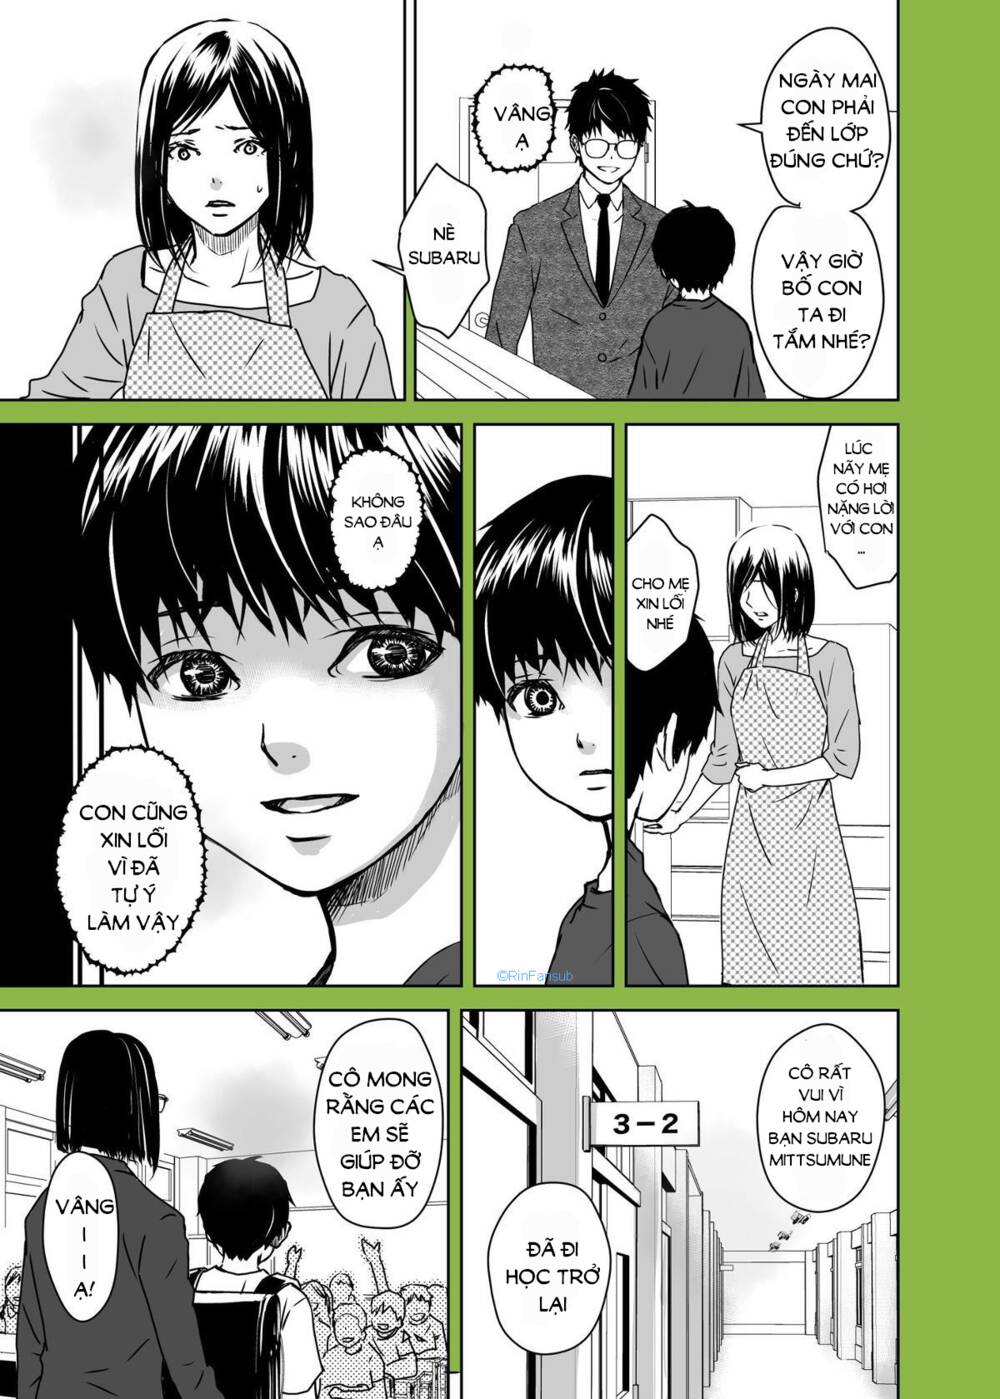 NGÀY MAI
CON PHẢI
ĐẾN LỚP
ĐÚNG CHỨ?
VÂNG
Ạ
VẬY GIỜ
BỐ CON
TA ĐI
TẮM NHÉ?
NÈ
SUBARU
LÚC
NÃY MẸ
CÓ HƠI
NẶNG LỜI
VỚI CON
...
CHO MẸ
XIN LỖI
NHÉ
KHÔNG
SAO ĐÂU
Ạ
CON CŨNG
XIN LỖI
VÌ ĐÃ
TỰ Ý
LÀM VẬY
©RinFansub
CÔ RẤT
VUI VÌ
HÔM NAY
BẠN SUBARU
MITTSUMUNE
3-2
ĐÃ ĐI
HỌC TRỞ
LẠI
CÔ MONG
RẰNG CÁC
EM SẼ
GIÚP ĐỠ
BẠN ẤY
VÂNG
I
I
Ạ!